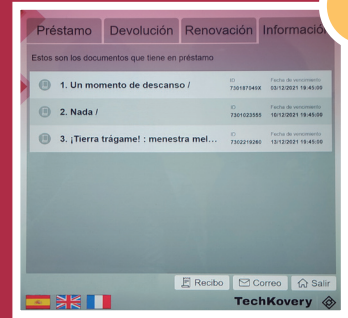 Préstamo Devolución Renovación Información
Estos son los documentos que tiene en préstamo
1. Un momento de descanso / ID 730187049X Fecha de vencimiento 03/12/2021 19:45:00
2. Nada / ID 7301023555 Fecha de vencimiento 10/12/2021 19:45:00
3. ¡Tierra trágame! : menestra mel... ID 7302219280 Fecha de vencimiento 13/12/2021 19:45:00
Recibo Correo Salir
TechKovery